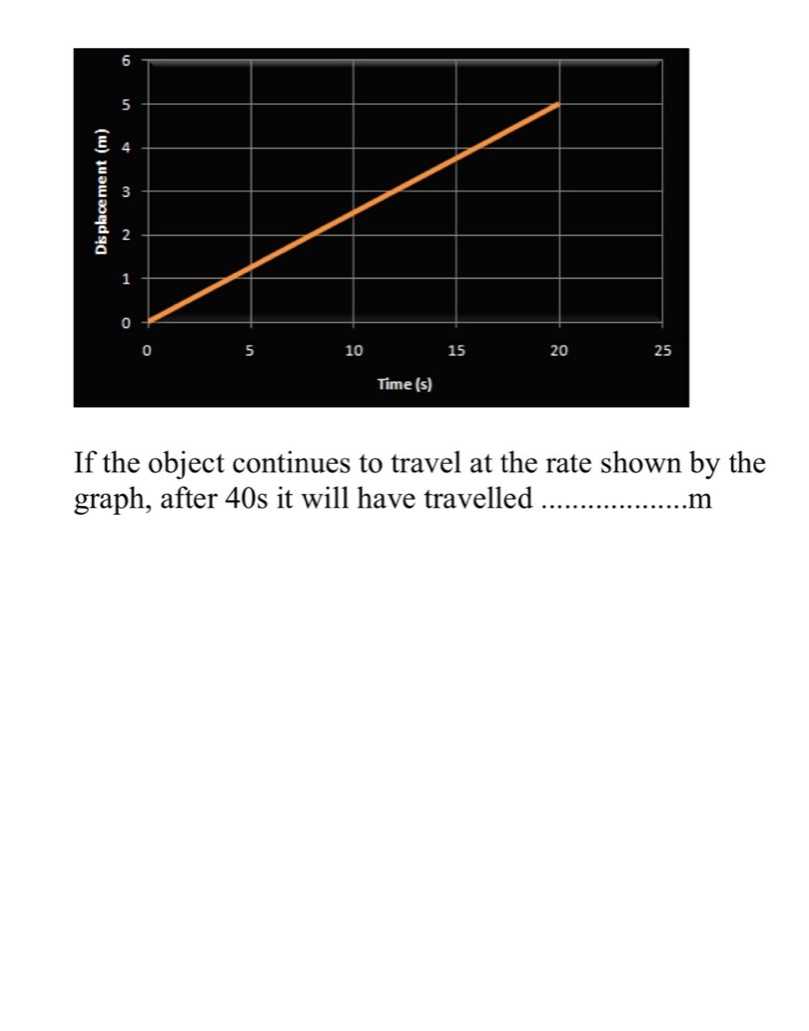 6
5
4
3
2
1
0
Displacement (m)
0 5 10 15 20 25
Time (s)
If the object continues to travel at the rate shown by the
graph, after 40s it will have travelled ...................m